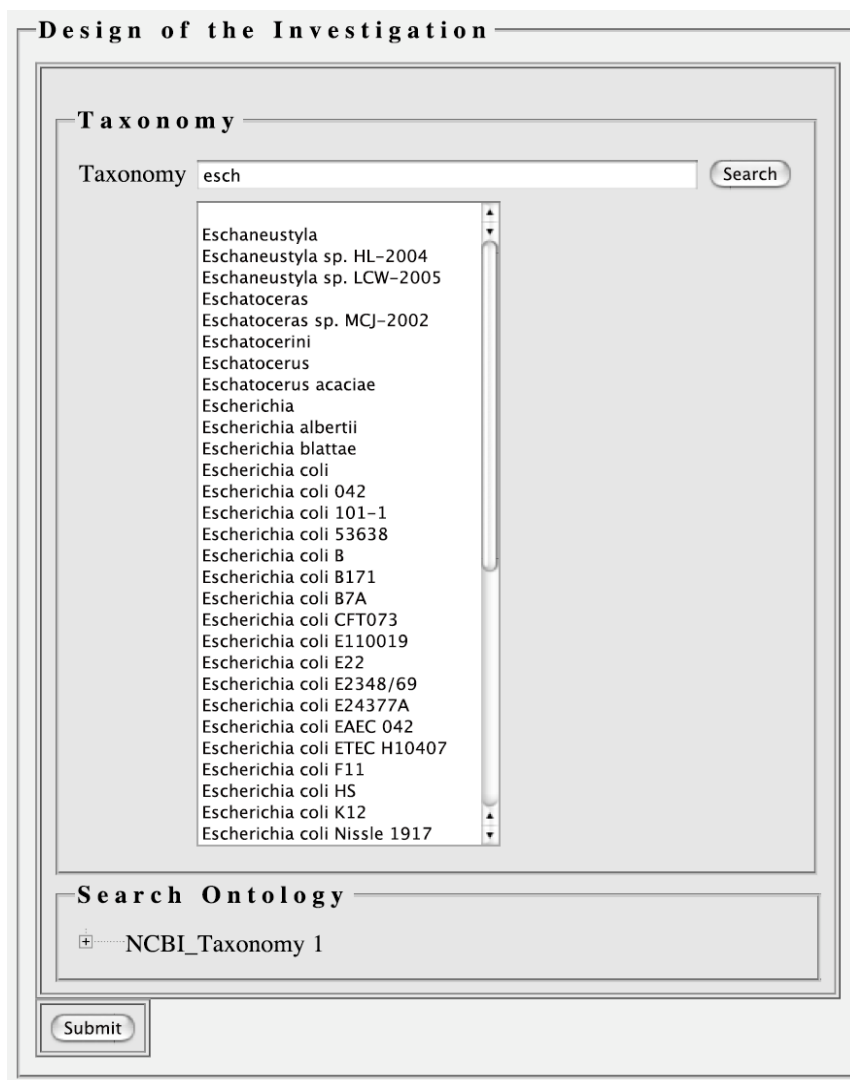 Design of the Investigation
Taxonomy
Taxonomy esch Search
Eschaneustyla
Eschaneustyla sp. HL-2004
Eschaneustyla sp. LCW-2005
Eschatoceras
Eschatoceras sp. MCJ-2002
Eschatocerini
Eschatocerus
Eschatocerus acaciae
Escherichia
Escherichia albertii
Escherichia blattae
Escherichia coli
Escherichia coli 042
Escherichia coli 101-1
Escherichia coli 53638
Escherichia coli B
Escherichia coli B171
Escherichia coli B7A
Escherichia coli CFT073
Escherichia coli E110019
Escherichia coli E22
Escherichia coli E2348/69
Escherichia coli E24377A
Escherichia coli EAEC 042
Escherichia coli ETEC H10407
Escherichia coli F11
Escherichia coli HS
Escherichia coli K12
Escherichia coli Nissle 1917
Search Ontology
NCBI_Taxonomy 1
Submit